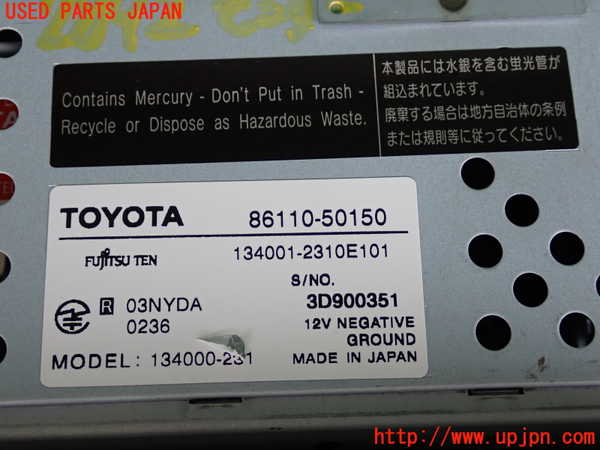 USED PARTS JAPAN
Contains Mercury - Don't Put in Trash -
Recycle or Dispose as Hazardous Waste.
本製品には水銀を含む蛍光管が
組込まれています。
廃棄する場合は地方自治体の条例
または規則等に従ってください。
TOYOTA 86110-50150
FUJITSU TEN 134001-2310E101
S/NO.
R 03NYDA 3D900351
0236 12V NEGATIVE
GROUND
MODEL: 134000-231 MADE IN JAPAN
http://www.upjpn.com